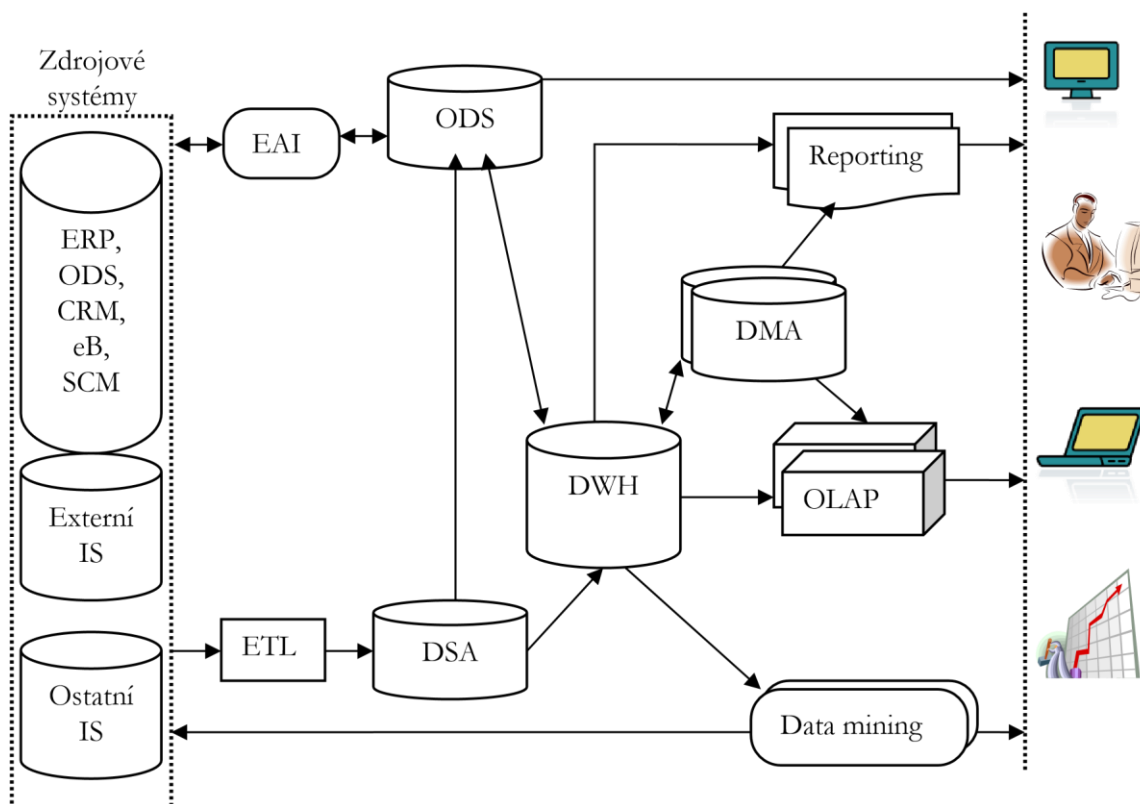 Zdrojové
systémy
ERP,
ODS,
CRM,
eB,
SCM
Externí
IS
Ostatní
IS
EAI
ODS
Reporting
DMA
DWH
OLAP
ETL
DSA
Data mining